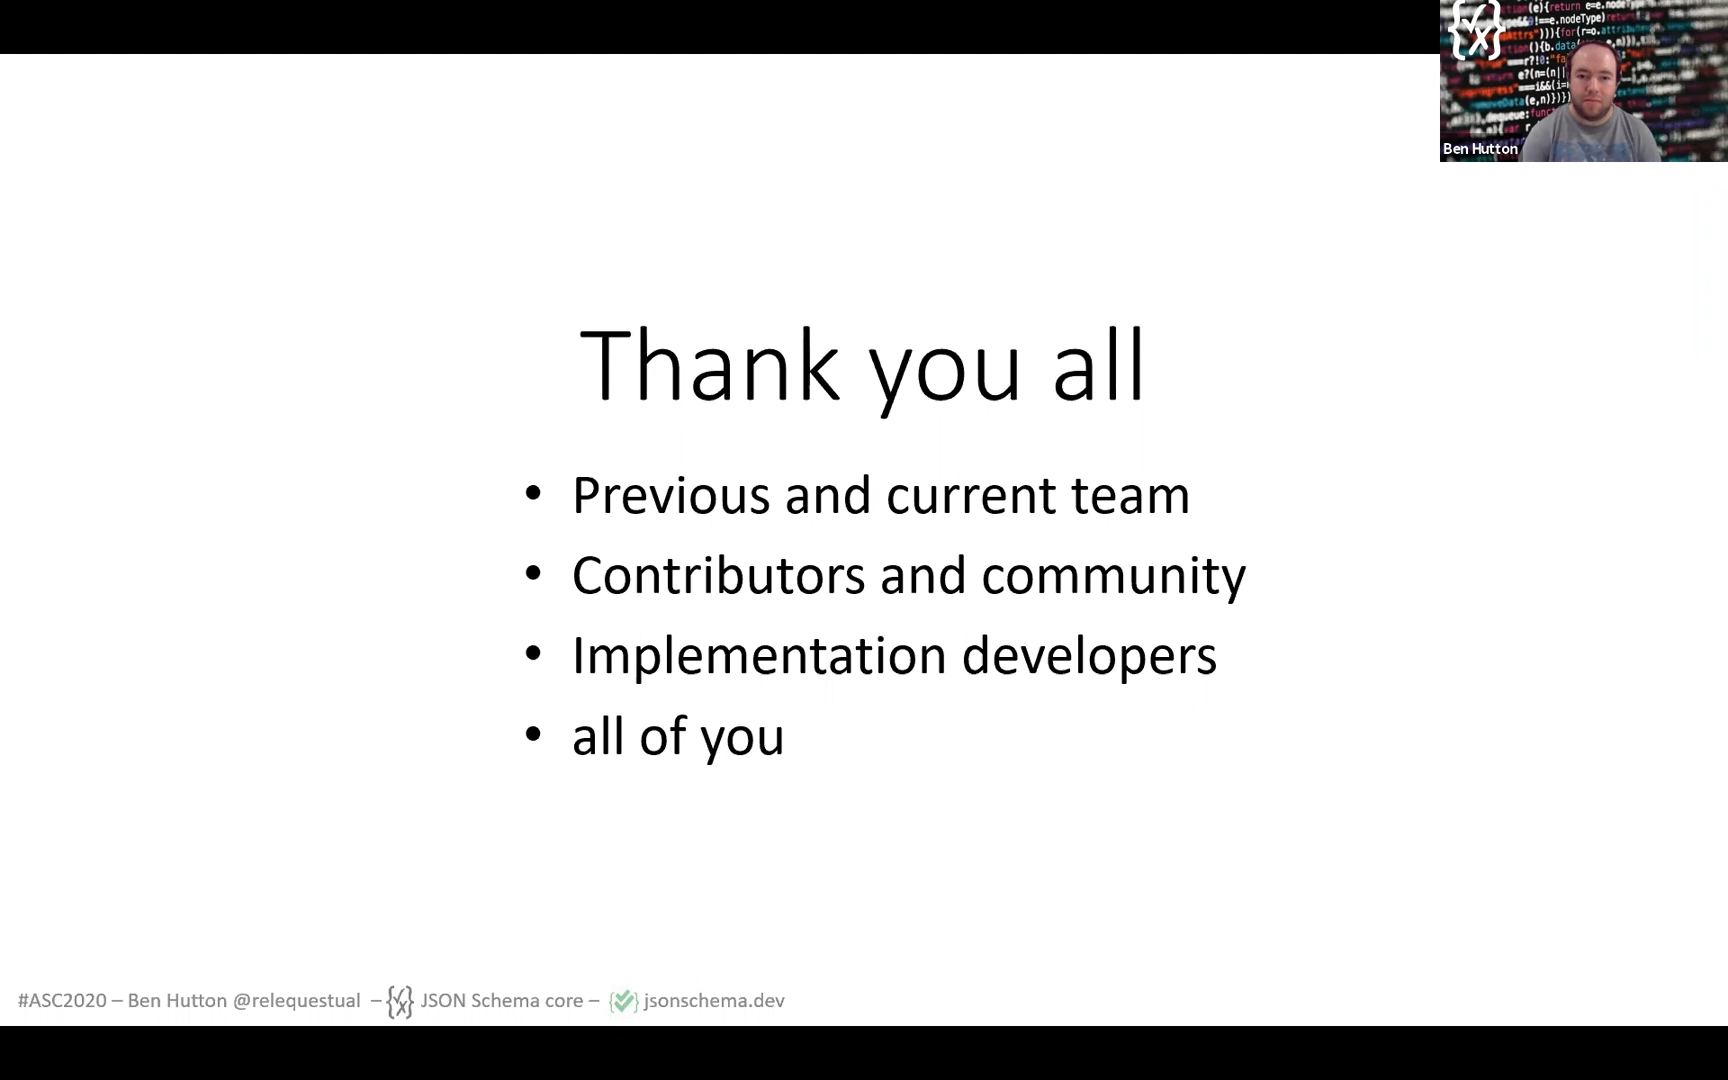 Thank you all
• Previous and current team
• Contributors and community
• Implementation developers
• all of you
#ASC2020 – Ben Hutton @relequestual – JSON Schema core – jsonschema.dev
Ben Hutton